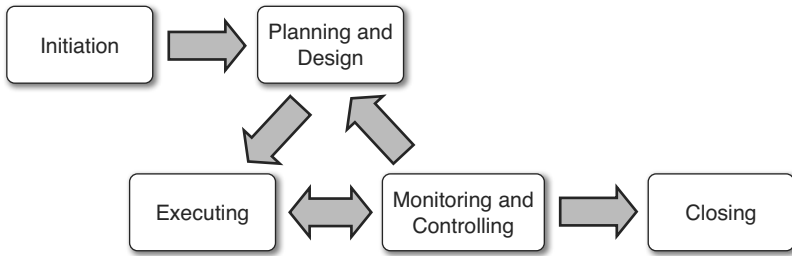 Initiation
Planning and
Design
Executing
Monitoring and
Controlling
Closing